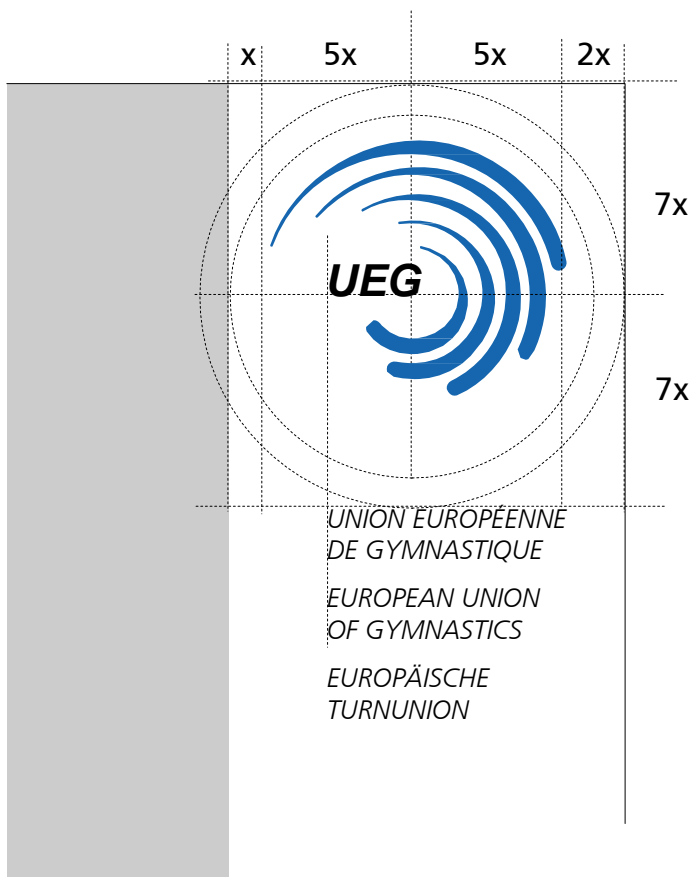 x 5x 5x 2x
7x
UEG
7x
UNION EUROPÉENNE
DE GYMNASTIQUE
EUROPEAN UNION
OF GYMNASTICS
EUROPÄISCHE
TURNUNION